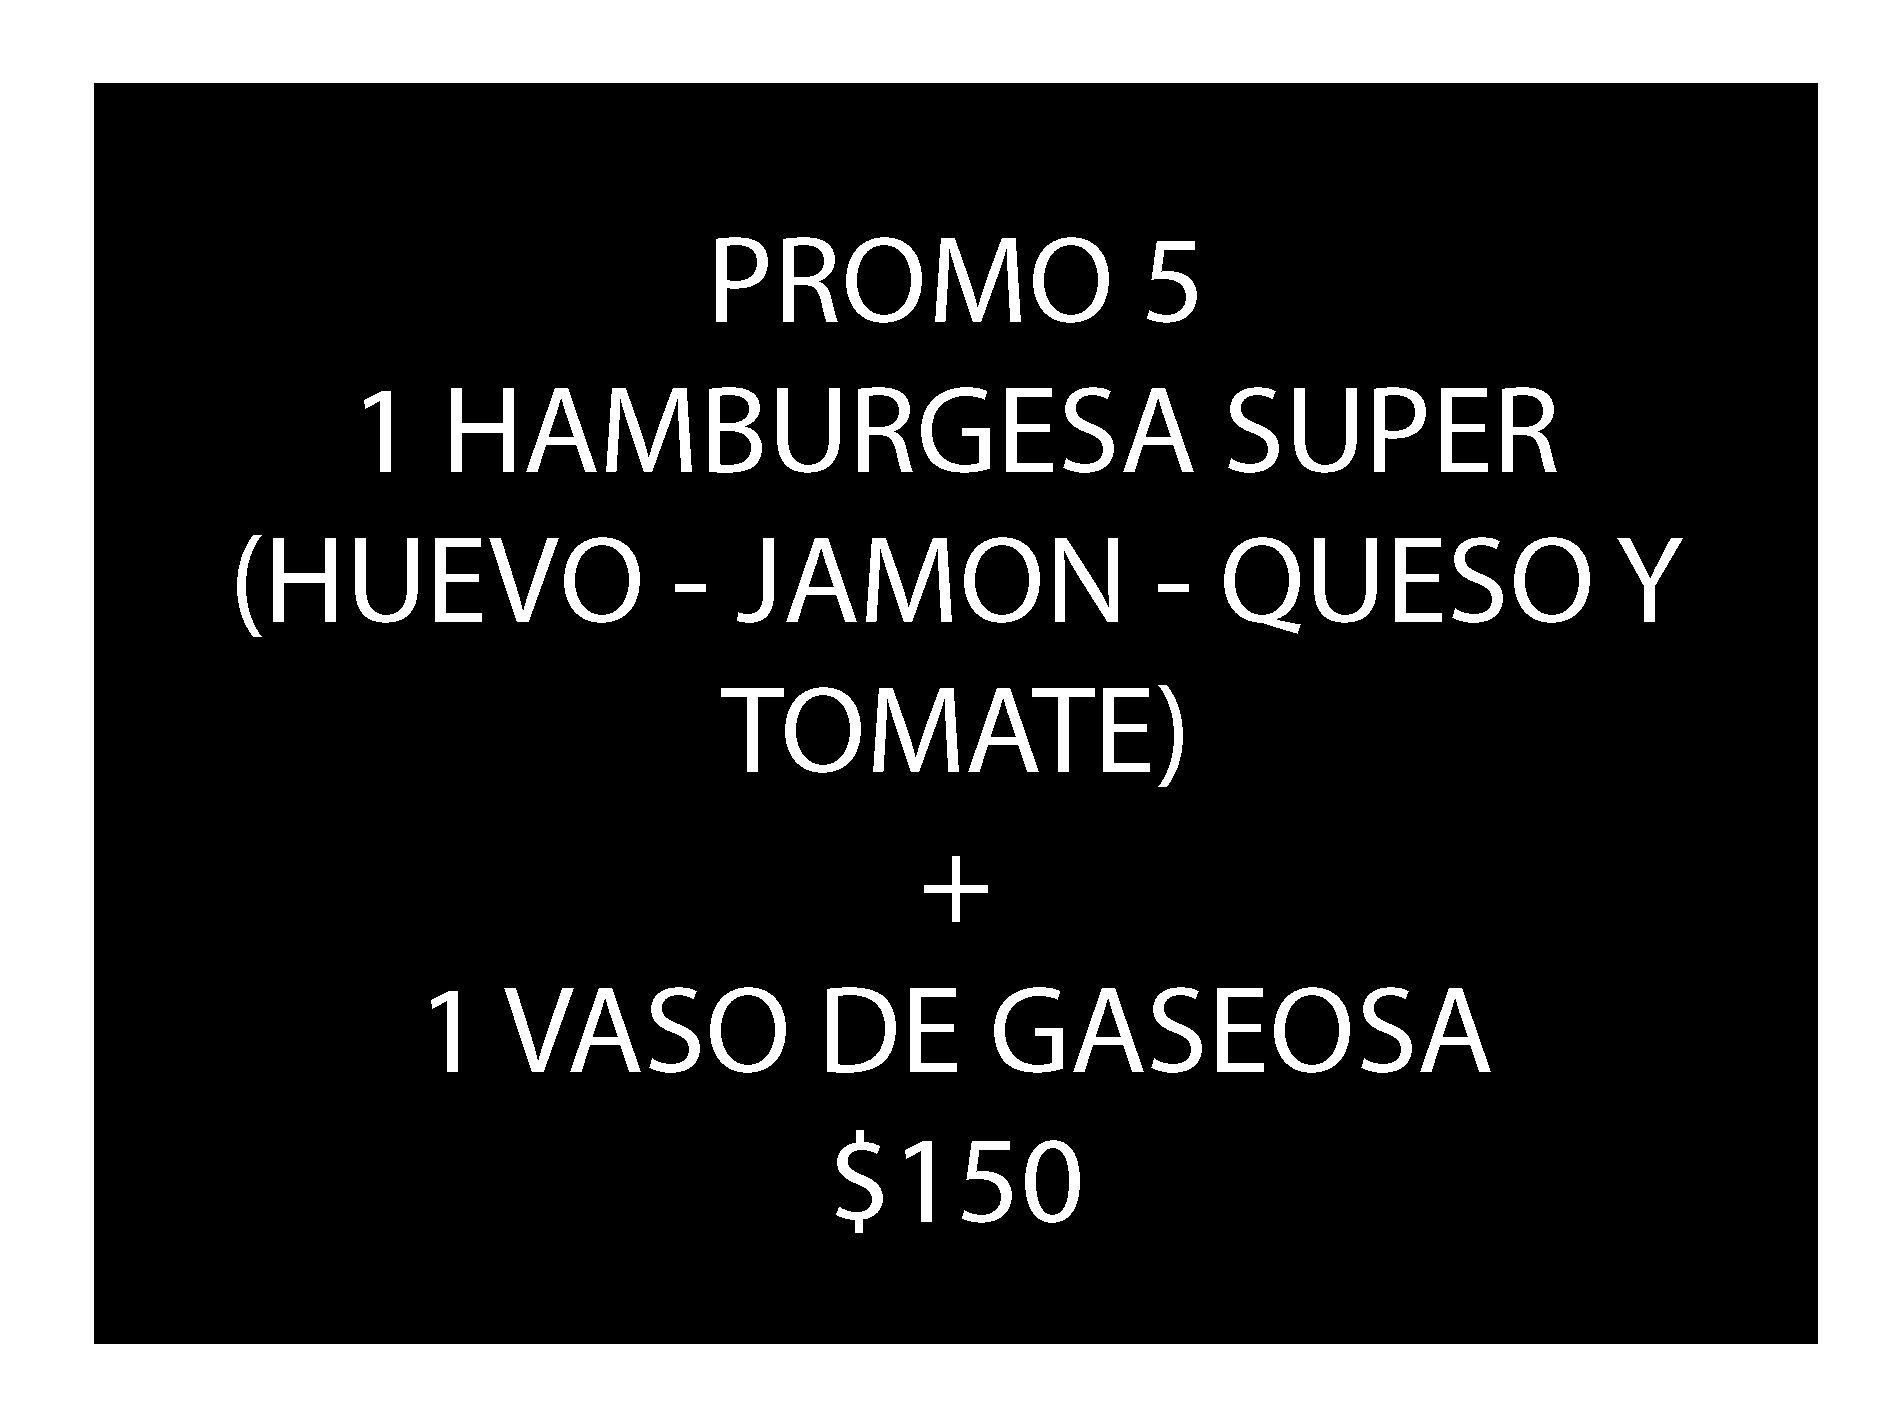 PROMO 5
1 HAMBURGESA SUPER
(HUEVO - JAMON - QUESO Y
TOMATE)
+
1 VASO DE GASEOSA
$150